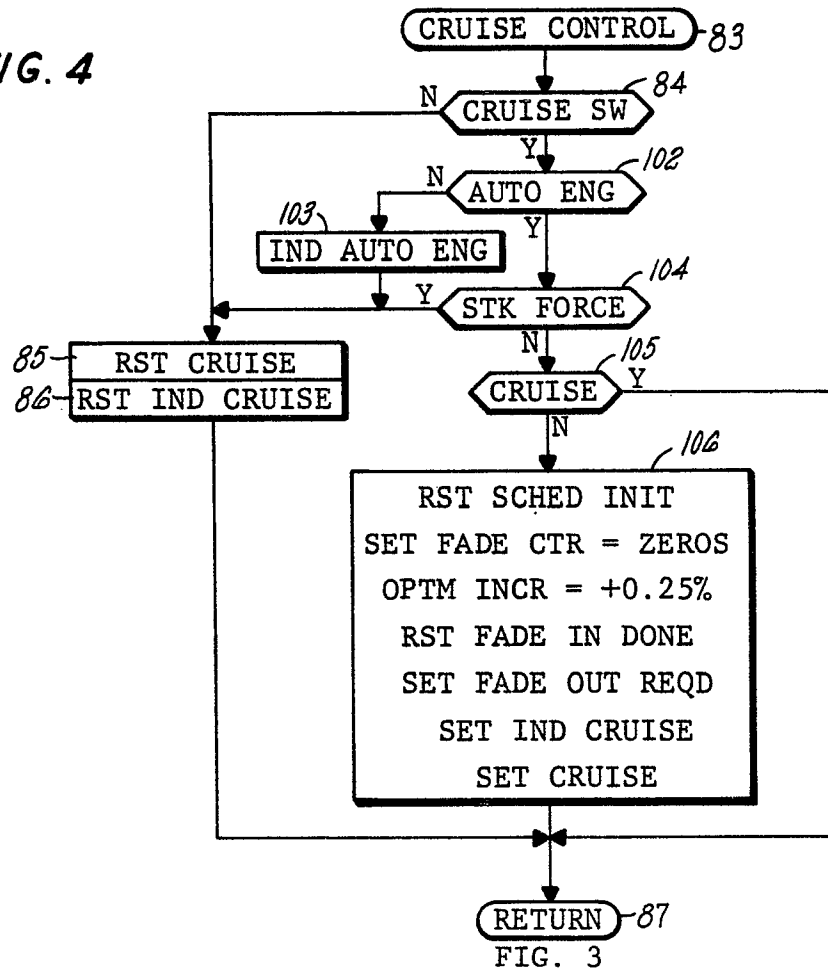 CRUISE CONTROL 83
IG. 4
84
N
CRUISE SW
Y
102
N
AUTO ENG
103
Y
IND AUTO ENG
104
Y
STK FORCE
N
105
85
RST CRUISE
CRUISE
Y
86
RST IND CRUISE
N
106
RST SCHED INIT
SET FADE CTR = ZEROS
OPTM INCR = +0.25%
RST FADE IN DONE
SET FADE OUT REQD
SET IND CRUISE
SET CRUISE
RETURN 87
FIG. 3